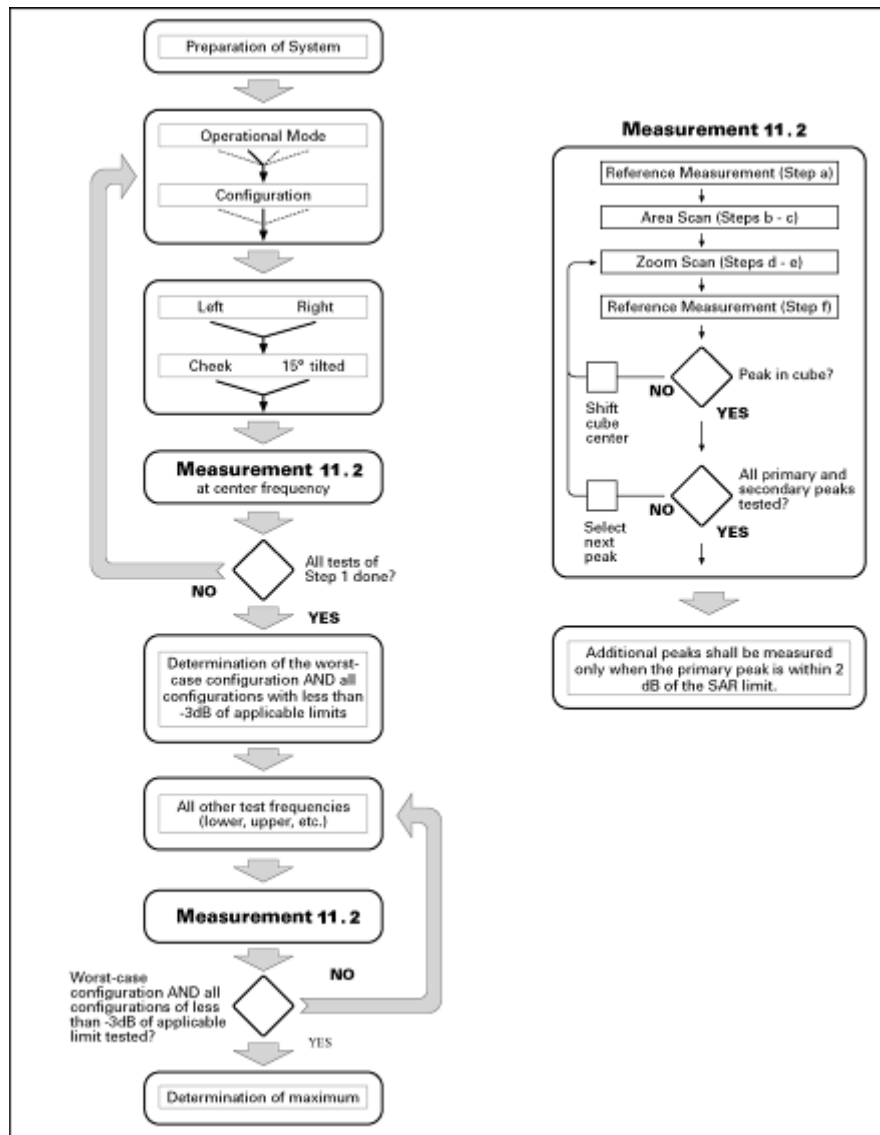 Preparation of System
Operational Mode
Configuration
Left Right
Cheek 15° tilted
Measurement 11.2
at center frequency
All tests of
Step 1 done?
NO
YES
Determination of the worst-
case configuration AND all
configurations with less than
-3dB of applicable limits
All other test frequencies
(lower, upper, etc.)
Measurement 11.2
NO
Worst-case
configuration AND all
configurations of less
than -3dB of applicable
limit tested?
YES
Determination of maximum
Measurement 11.2
Reference Measurement (Step a)
Area Scan (Steps b - c)
Zoom Scan (Steps d - e)
Reference Measurement (Step f)
Peak in cube?
NO
YES
Shift
cube
center
All primary and
secondary peaks
tested?
NO
YES
Select
next
peak
Additional peaks shall be measured
only when the primary peak is within 2
dB of the SAR limit.